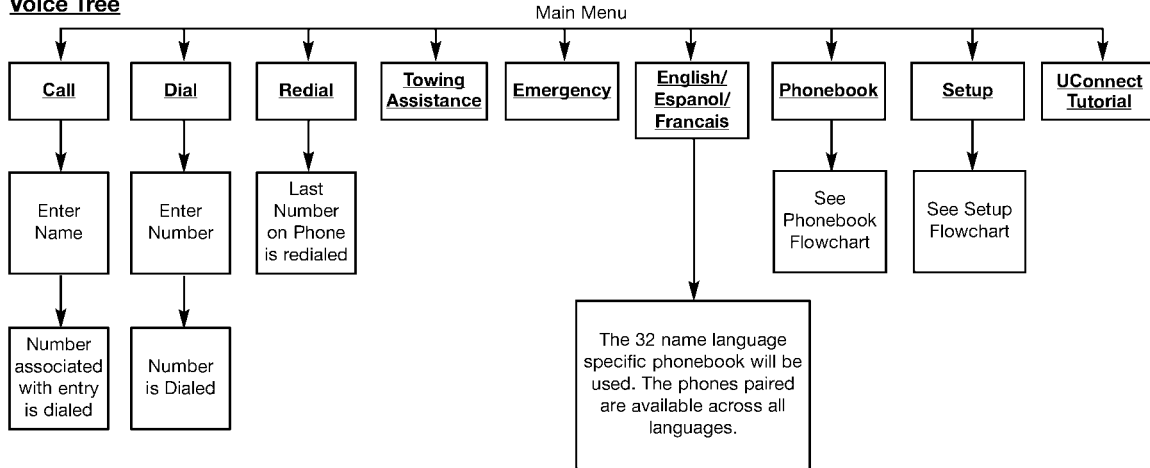 Voice Tree
Main Menu
Call
Dial
Redial
Towing
Assistance
Emergency
English/
Espanol/
Francais
Phonebook
Setup
UConnect
Tutorial
Enter
Name
Enter
Number
Last
Number
on Phone
is redialed
See
Phonebook
Flowchart
See Setup
Flowchart
Number
associated
with entry
is dialed
Number
is Dialed
The 32 name language
specific phonebook will be
used. The phones paired
are available across all
languages.